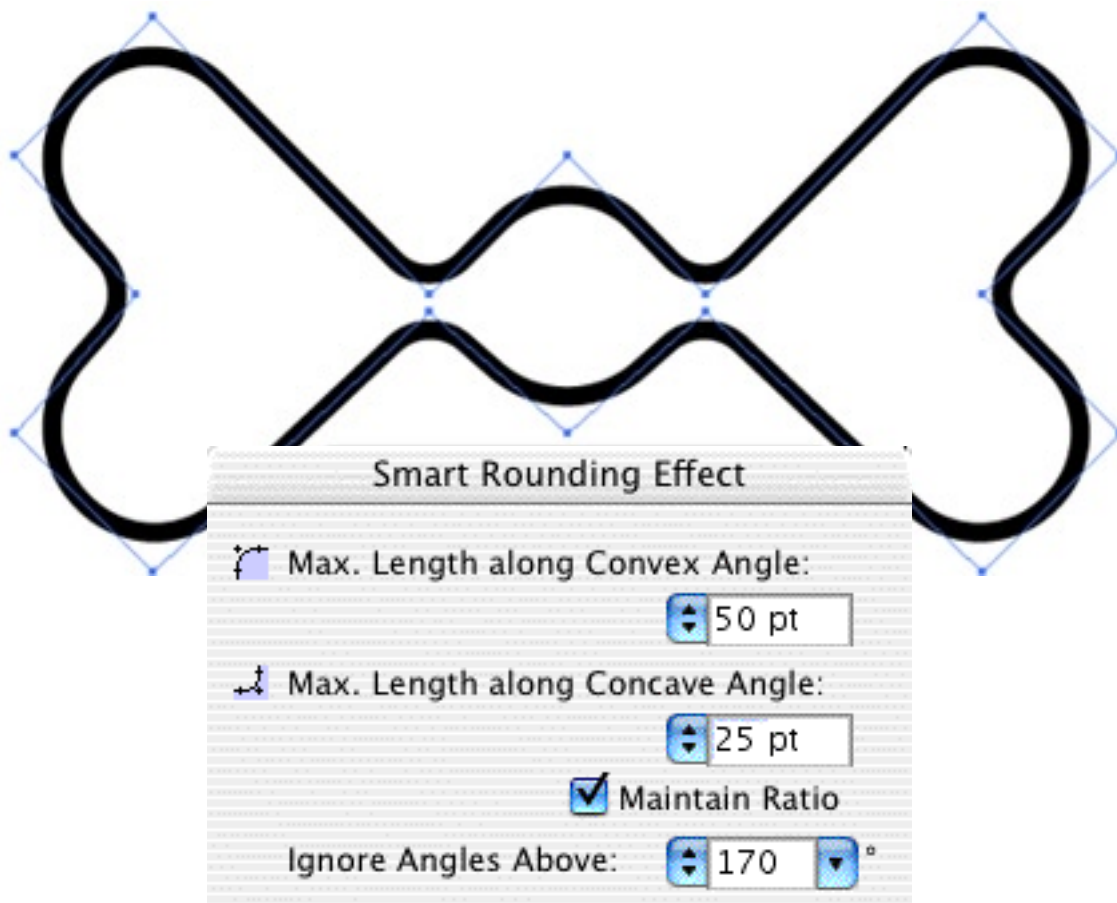 Smart Rounding Effect
Max. Length along Convex Angle:
50 pt
Max. Length along Concave Angle:
25 pt
Maintain Ratio
Ignore Angles Above: 170 °